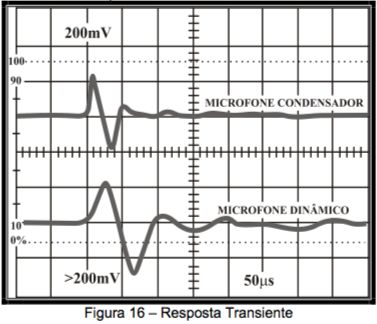 200mV
100
90
MICROFONE CONDENSADOR
MICROFONE DINÂMICO
10
0%
>200mV
50µs
Figura 16 – Resposta Transiente